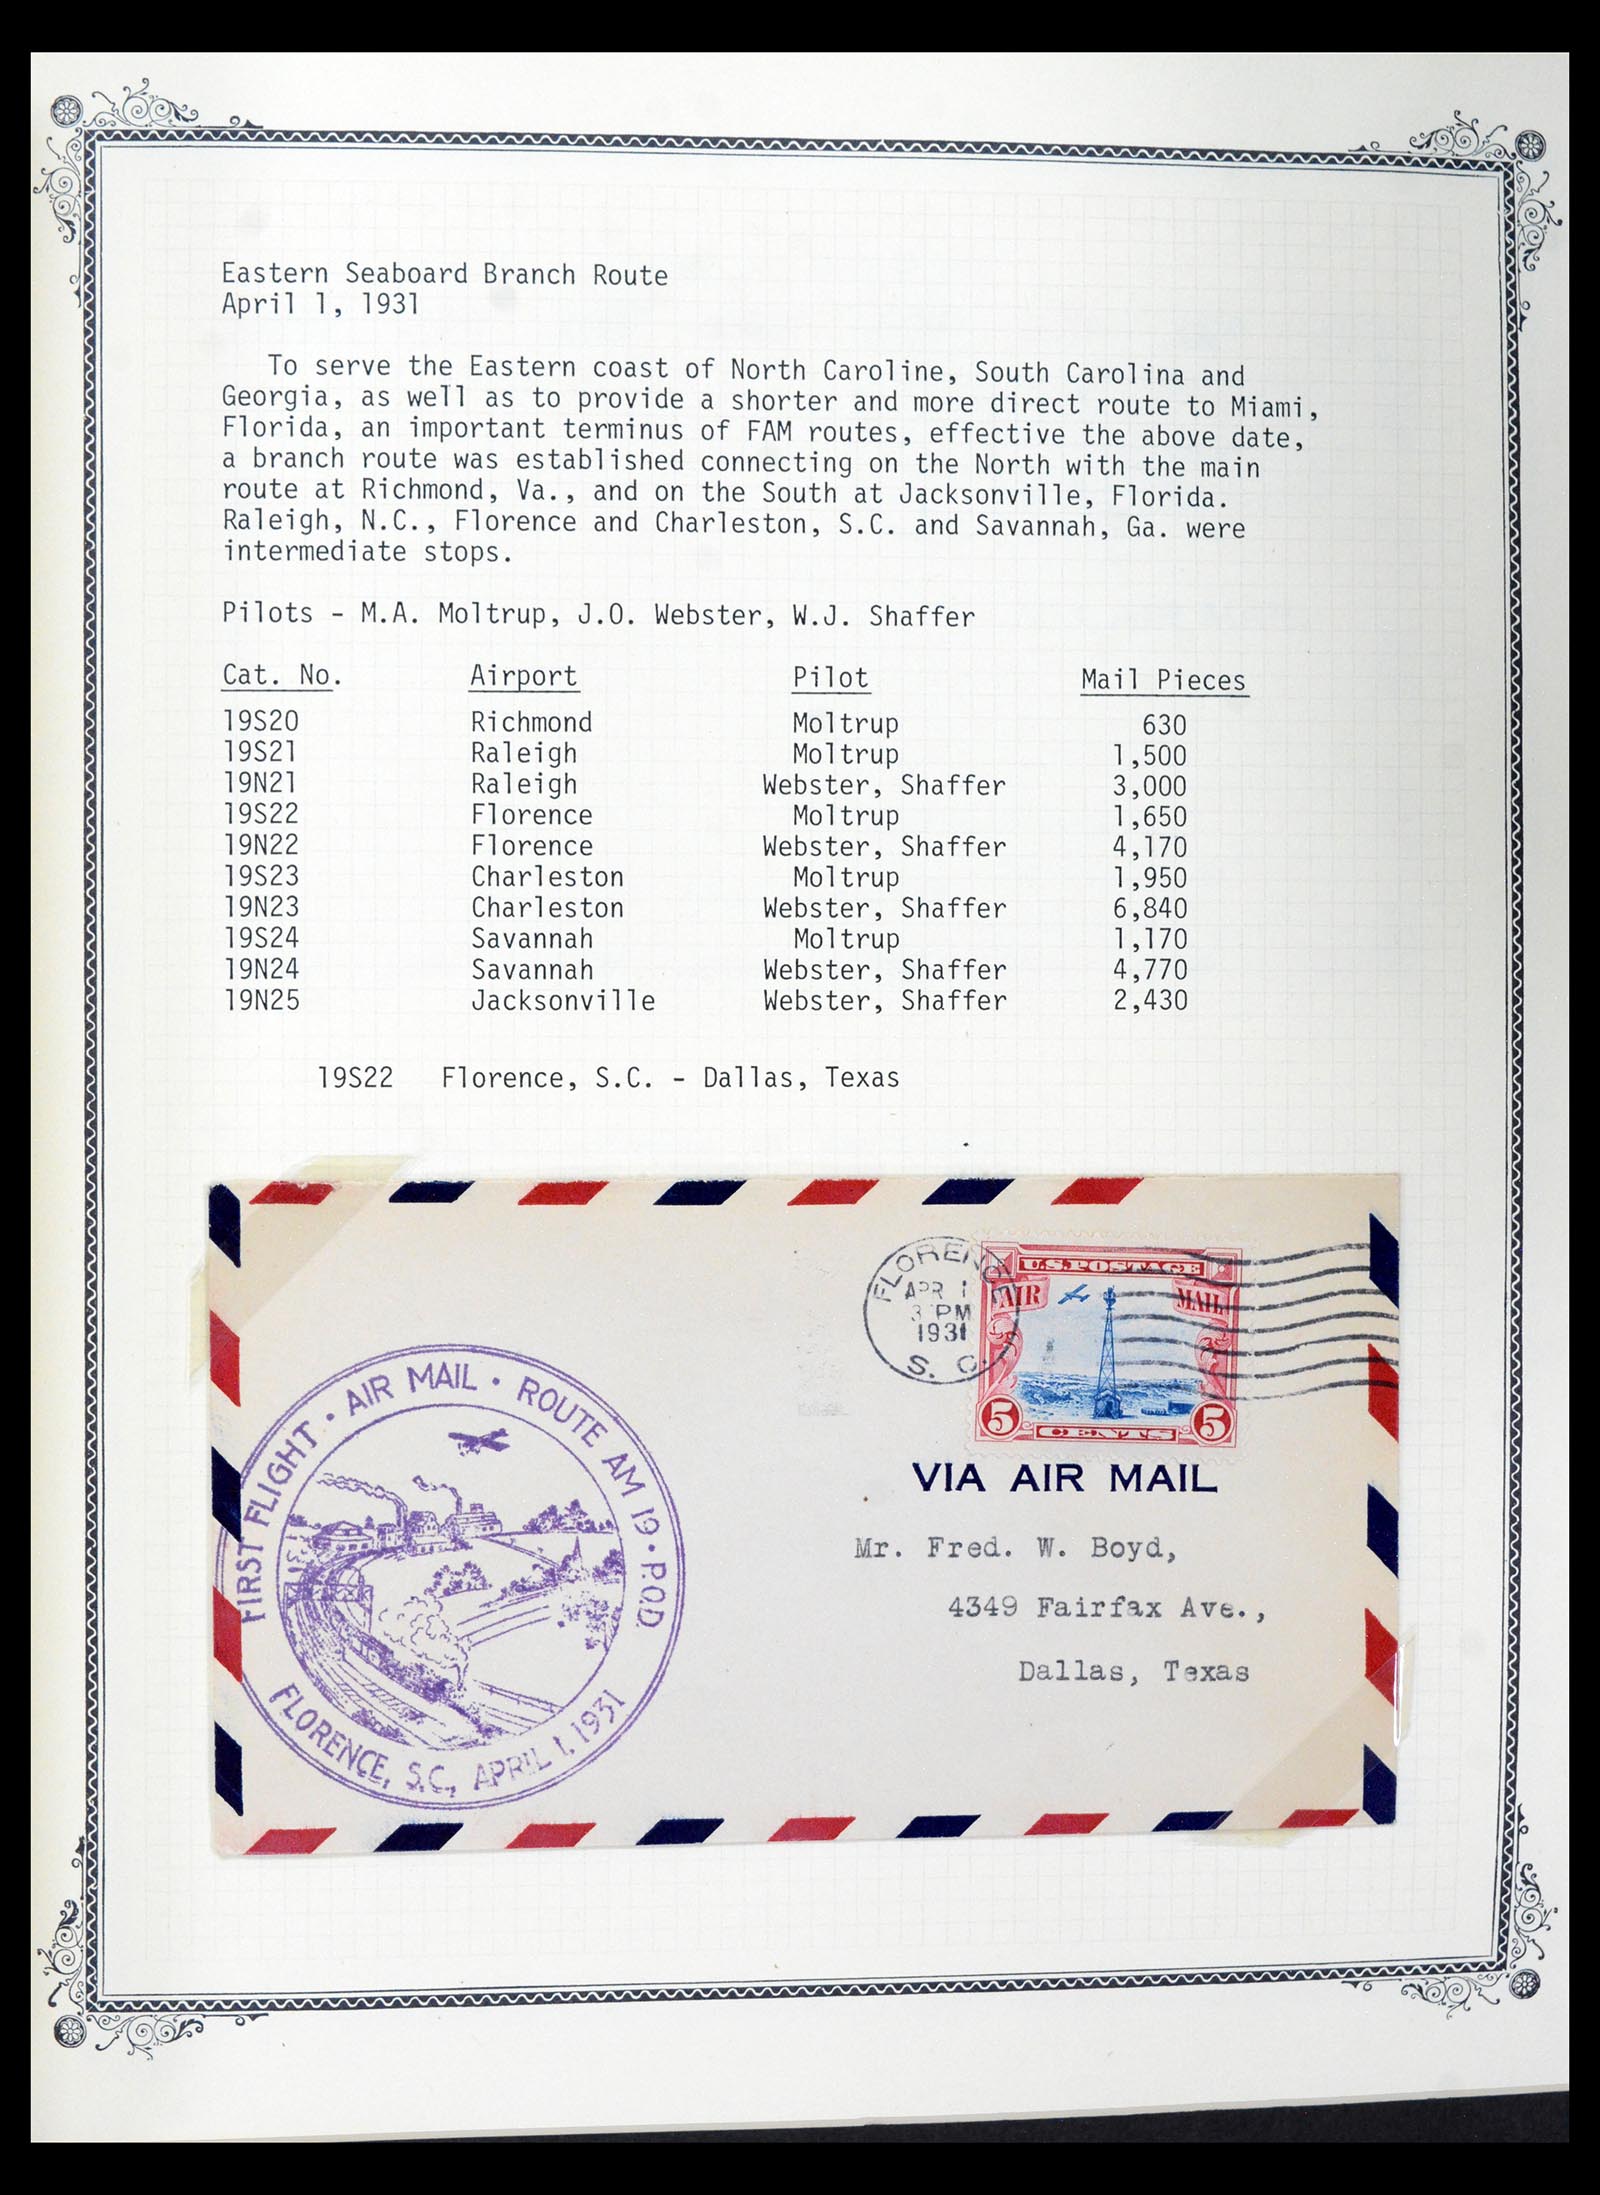 Eastern Seaboard Branch Route
April 1, 1931
To serve the Eastern coast of North Caroline, South Carolina and
Georgia, as well as to provide a shorter and more direct route to Miami,
Florida, an important terminus of FAM routes, effective the above date,
a branch route was established connecting on the North with the main
route at Richmond, Va., and on the South at Jacksonville, Florida.
Raleigh, N.C., Florence and Charleston, S.C. and Savannah, Ga. were
intermediate stops.
Pilots - M.A. Moltrup, J.O. Webster, W.J. Shaffer
Cat. No. Airport Pilot Mail Pieces
19S20 Richmond Moltrup 630
19S21 Raleigh Moltrup 1,500
19N21 Raleigh Webster, Shaffer 3,000
19S22 Florence Moltrup 1,650
19N22 Florence Webster, Shaffer 4,170
19S23 Charleston Moltrup 1,950
19N23 Charleston Webster, Shaffer 6,840
19S24 Savannah Moltrup 1,170
19N24 Savannah Webster, Shaffer 4,770
19N25 Jacksonville Webster, Shaffer 2,430
19S22 Florence, S.C. - Dallas, Texas
FLORENCE
APR 1
3 PM
1931
S. C.
U.S. POSTAGE
AIR MAIL
5 CENTS 5
VIA AIR MAIL
Mr. Fred. W. Boyd,
4349 Fairfax Ave.,
Dallas, Texas
FIRST FLIGHT · AIR MAIL · ROUTE AM 19 · P.O.D.
FLORENCE, S.C., APRIL 1, 1931